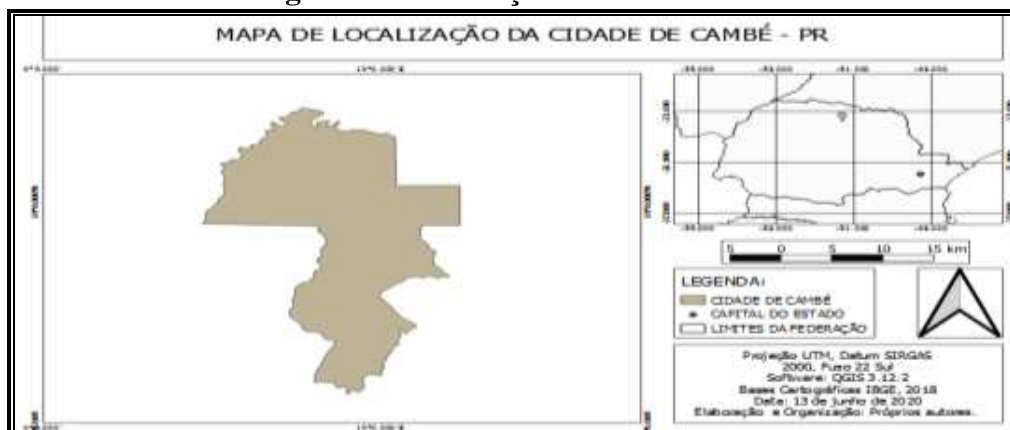 MAPA DE LOCALIZAÇÃO DA CIDADE DE CAMBÉ - PR
5 0 5 10 15 km
LEGENDA:
CIDADE DE CAMBÉ
CAPITAL DO ESTADO
LIMITES DA FEDERAÇÃO
Projeção UTM, Datum SIRGAS
2000, Fuso 22 Sul
Software: QGIS 3.12.2
Bases Cartográficas IBGE, 2018
Data: 13 de junho de 2020
Elaboração e Organização: Próprios autores.